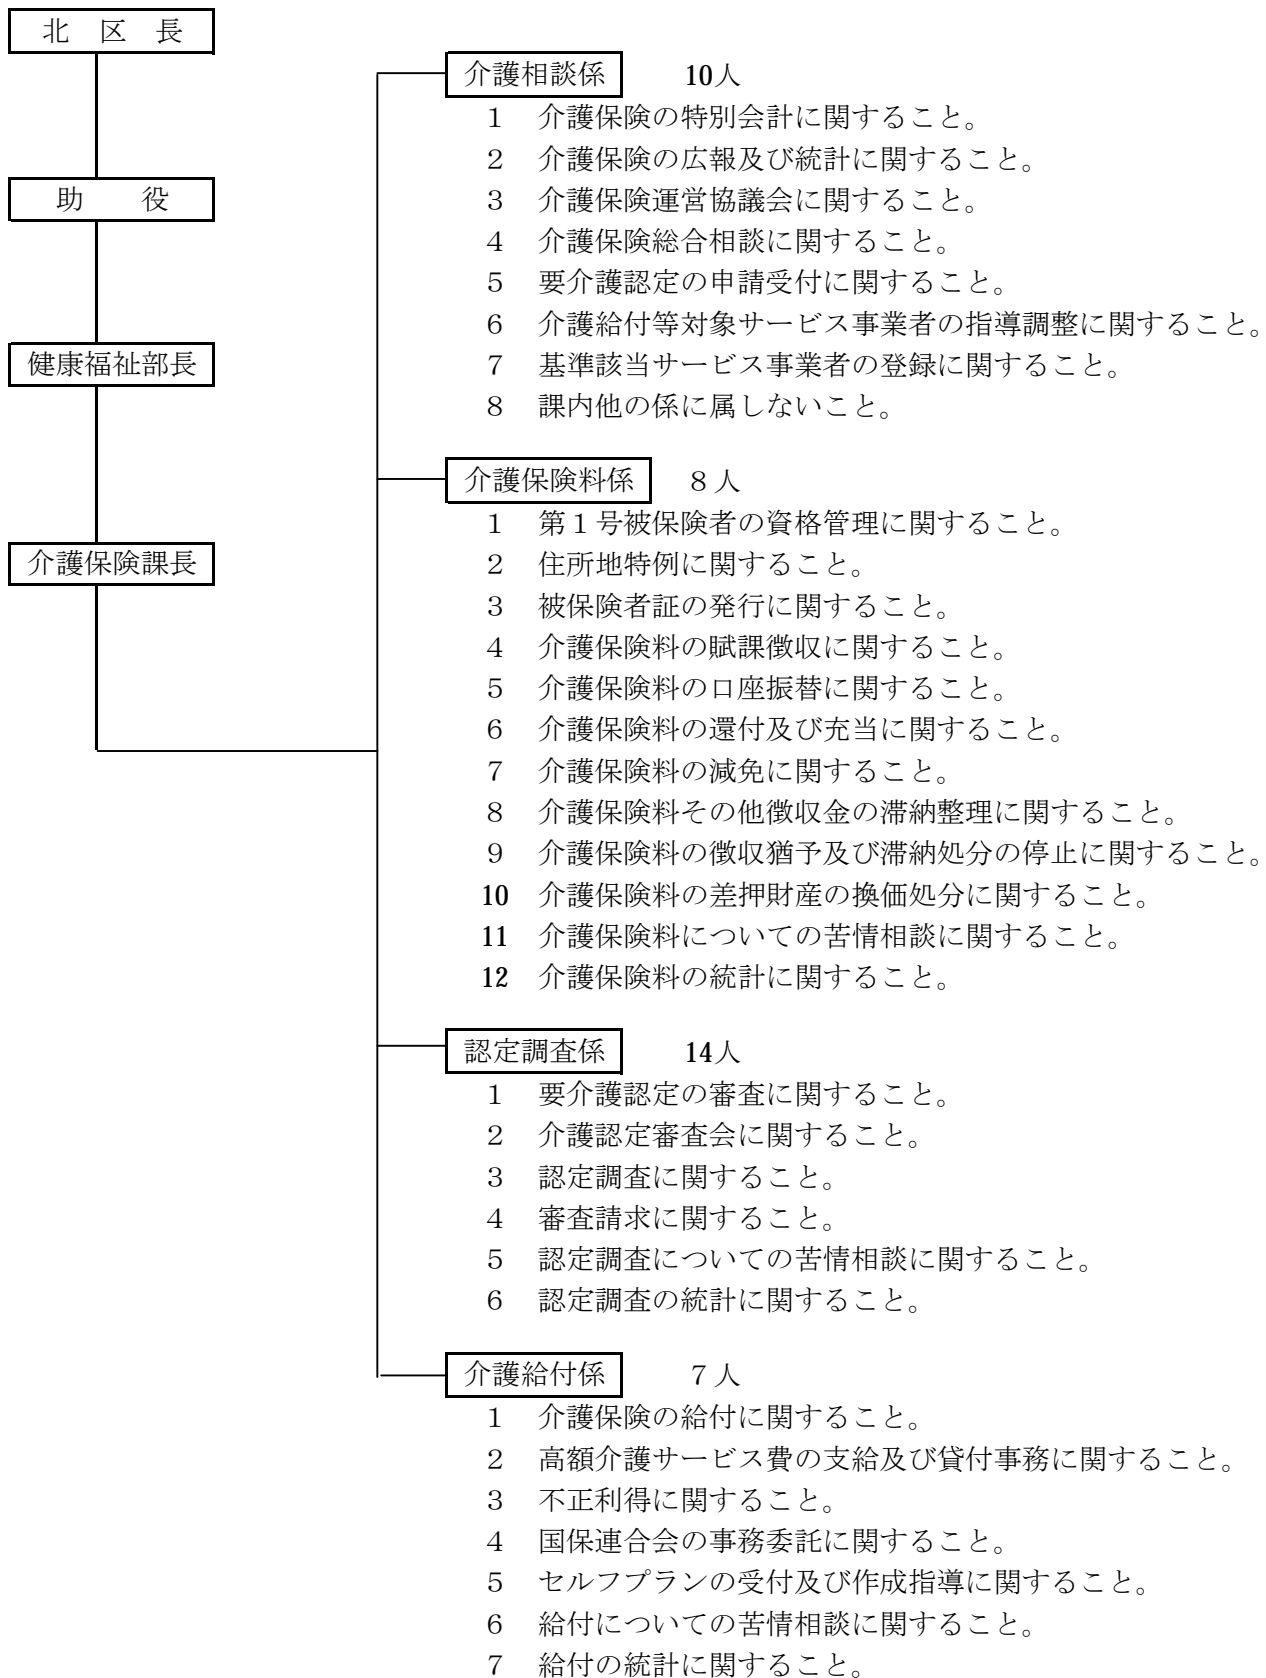 北 区 長
助 役
健康福祉部長
介護保険課長
介護相談係 10人
1 介護保険の特別会計に関すること。
2 介護保険の広報及び統計に関すること。
3 介護保険運営協議会に関すること。
4 介護保険総合相談に関すること。
5 要介護認定の申請受付に関すること。
6 介護給付等対象サービス事業者の指導調整に関すること。
7 基準該当サービス事業者の登録に関すること。
8 課内他の係に属しないこと。
介護保険料係 8人
1 第1号被保険者の資格管理に関すること。
2 住所地特例に関すること。
3 被保険者証の発行に関すること。
4 介護保険料の賦課徴収に関すること。
5 介護保険料の口座振替に関すること。
6 介護保険料の還付及び充当に関すること。
7 介護保険料の減免に関すること。
8 介護保険料その他徴収金の滞納整理に関すること。
9 介護保険料の徴収猶予及び滞納処分の停止に関すること。
10 介護保険料の差押財産の換価処分に関すること。
11 介護保険料についての苦情相談に関すること。
12 介護保険料の統計に関すること。
認定調査係 14人
1 要介護認定の審査に関すること。
2 介護認定審査会に関すること。
3 認定調査に関すること。
4 審査請求に関すること。
5 認定調査についての苦情相談に関すること。
6 認定調査の統計に関すること。
介護給付係 7人
1 介護保険の給付に関すること。
2 高額介護サービス費の支給及び貸付事務に関すること。
3 不正利得に関すること。
4 国保連合会の事務委託に関すること。
5 セルフプランの受付及び作成指導に関すること。
6 給付についての苦情相談に関すること。
7 給付の統計に関すること。